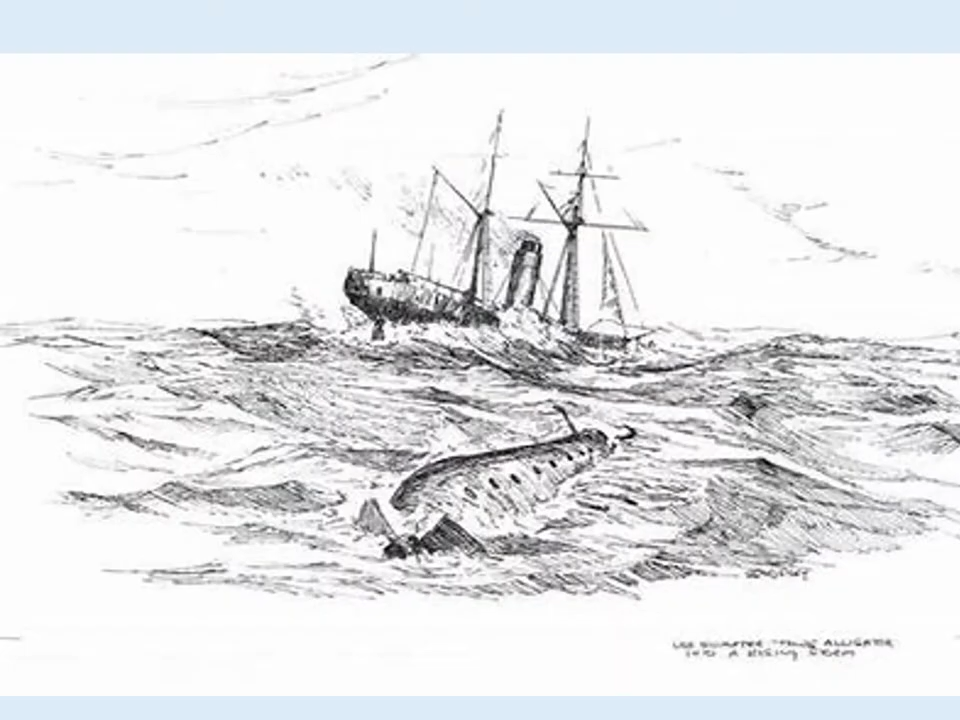 USS SUMPTER "TOWS" ALLIGATOR
INTO A RISING STORM